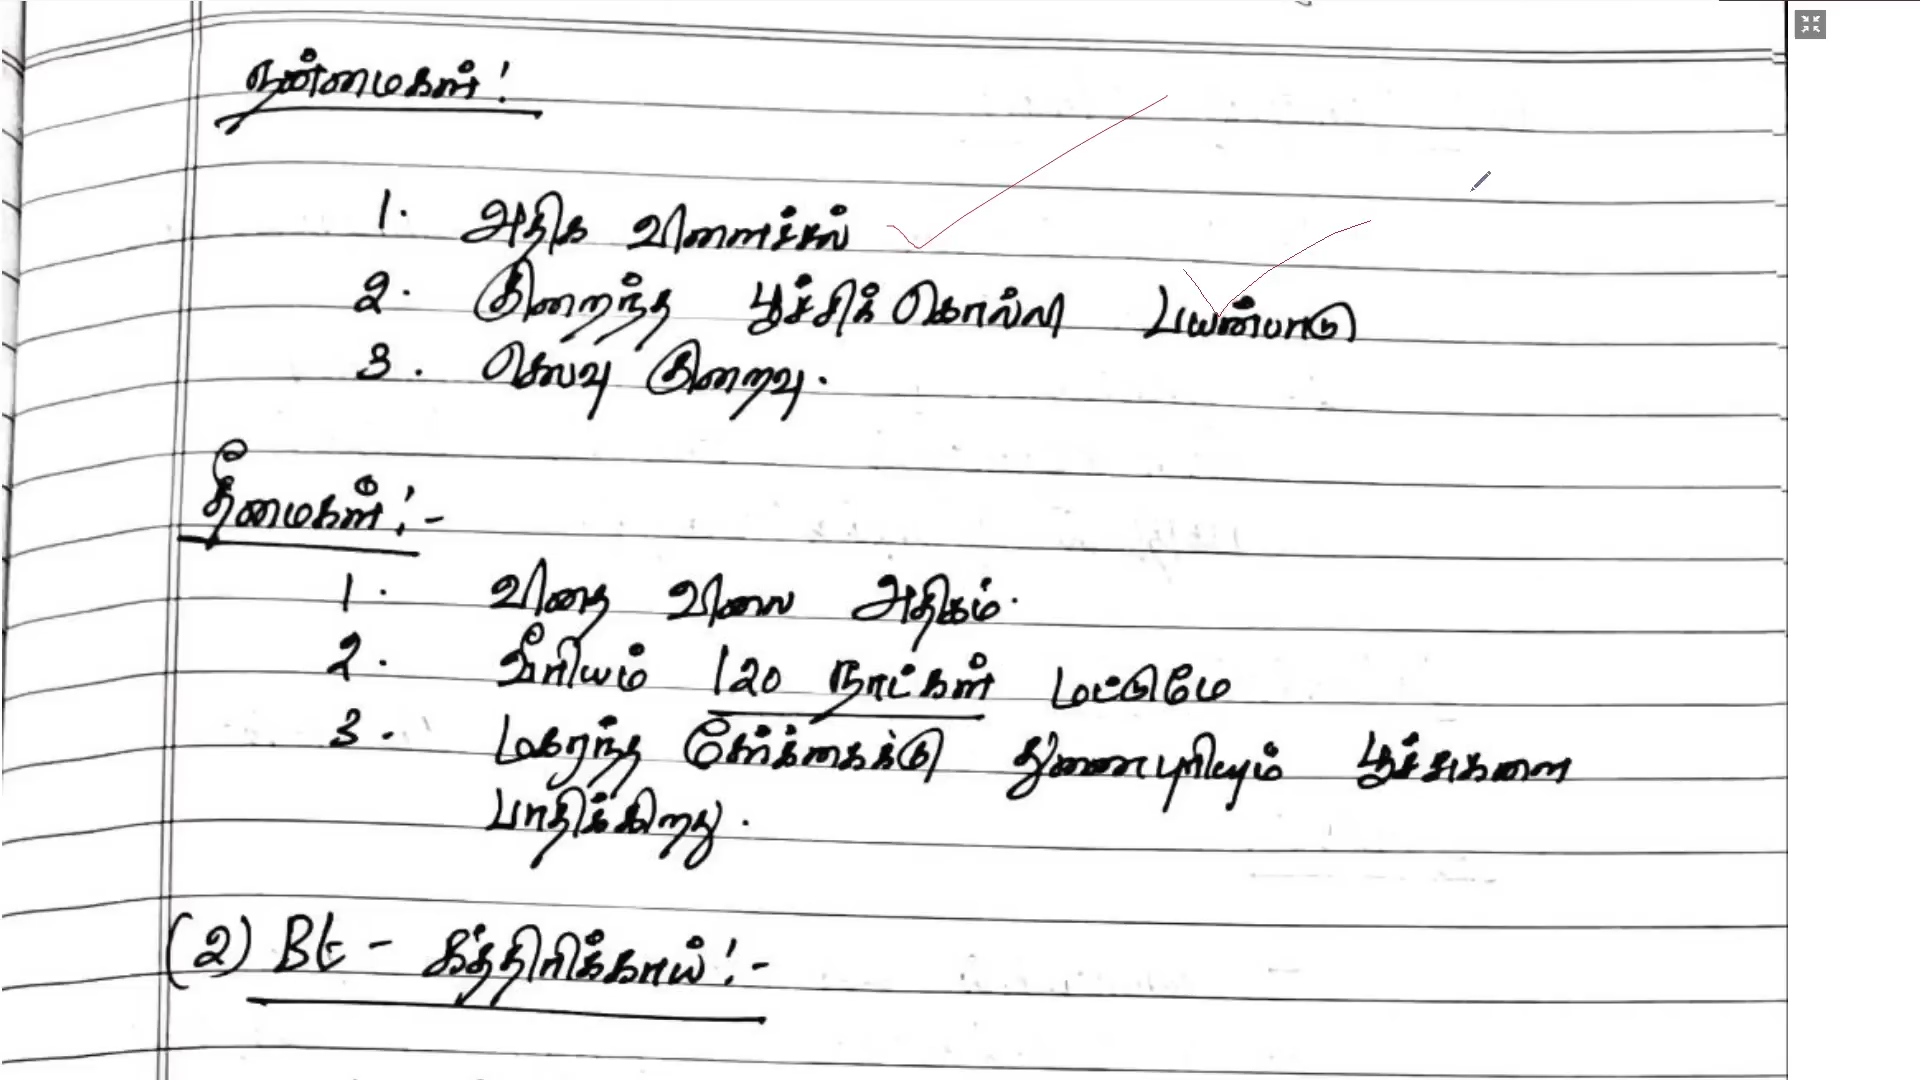 நன்மைகள்!
1. அதிக விளைச்சல்
2. குறைந்த பூச்சிக்கொல்லி பயன்பாடு
3. செலவு குறைவு.
தீமைகள்:-
1. விதை விலை அதிகம்.
2. வீரியம் 120 நாட்கள் மட்டுமே
3. மகரந்த சேர்க்கைக்கு துணைபுரியும் பூச்சுகளை
பாதிக்கிறது.
(2) Bt - கத்திரிக்காய்!-